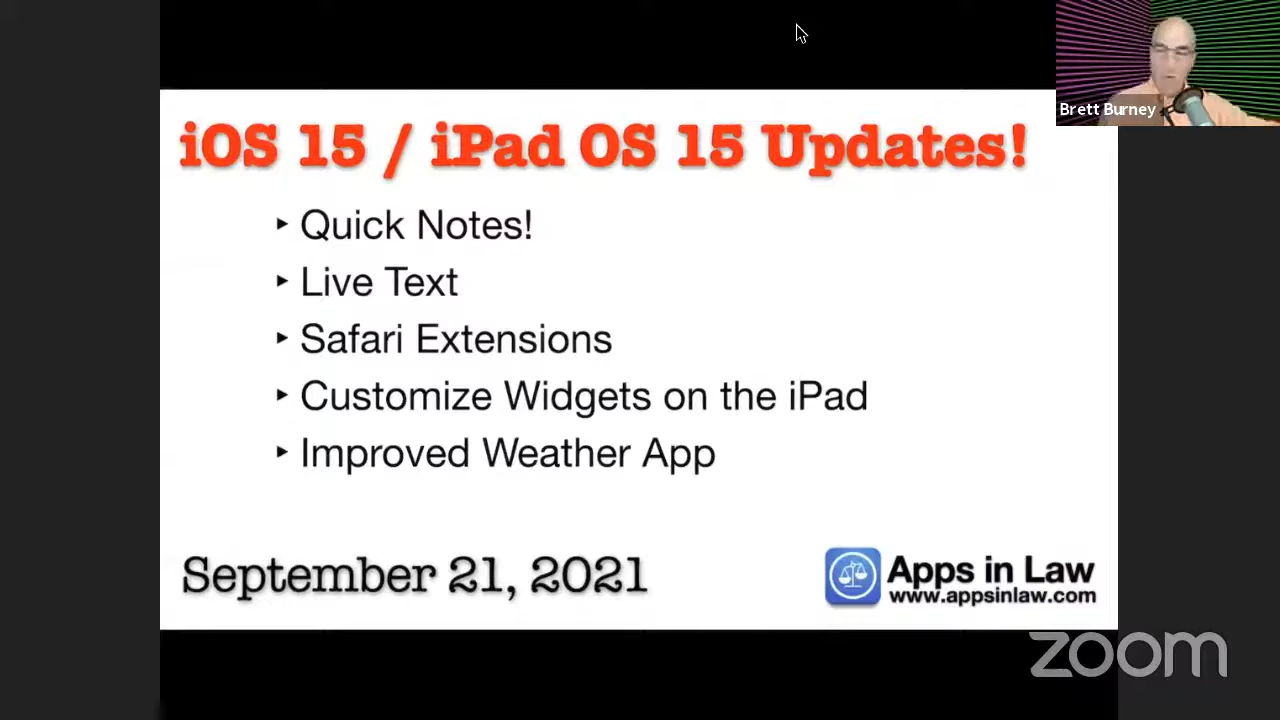 iOS 15 / iPad OS 15 Updates!
Brett Burney
‣ Quick Notes!
‣ Live Text
‣ Safari Extensions
‣ Customize Widgets on the iPad
‣ Improved Weather App
September 21, 2021
Apps in Law
www.appsinlaw.com
zoom